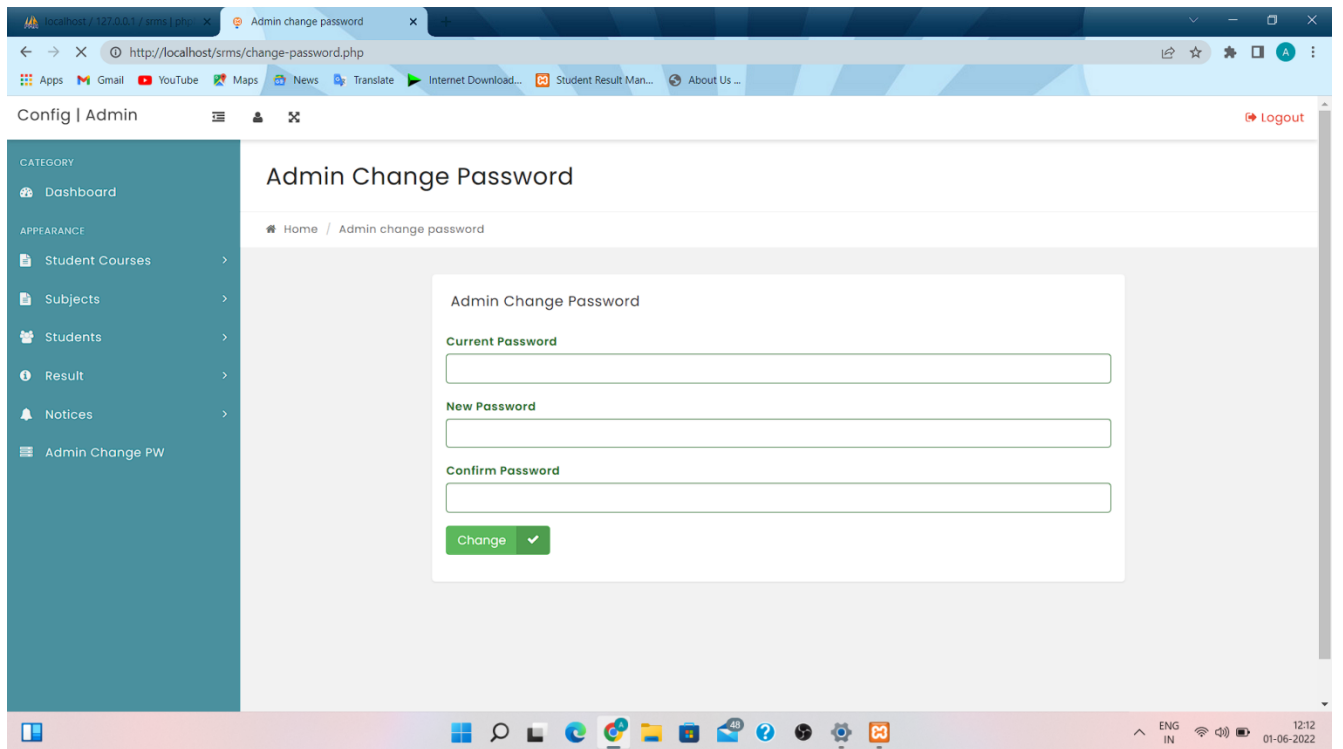 localhost / 127.0.0.1 / srms | php
Admin change password
http://localhost/srms/change-password.php
A
Apps
Gmail
YouTube
Maps
News
Translate
Internet Download...
Student Result Man...
About Us ...
Config | Admin
Logout
CATEGORY
Dashboard
APPEARANCE
Student Courses
Subjects
Students
Result
Notices
Admin Change PW
Admin Change Password
Home / Admin change password
Admin Change Password
Current Password
New Password
Confirm Password
Change
48
ENG
IN
12:12
01-06-2022